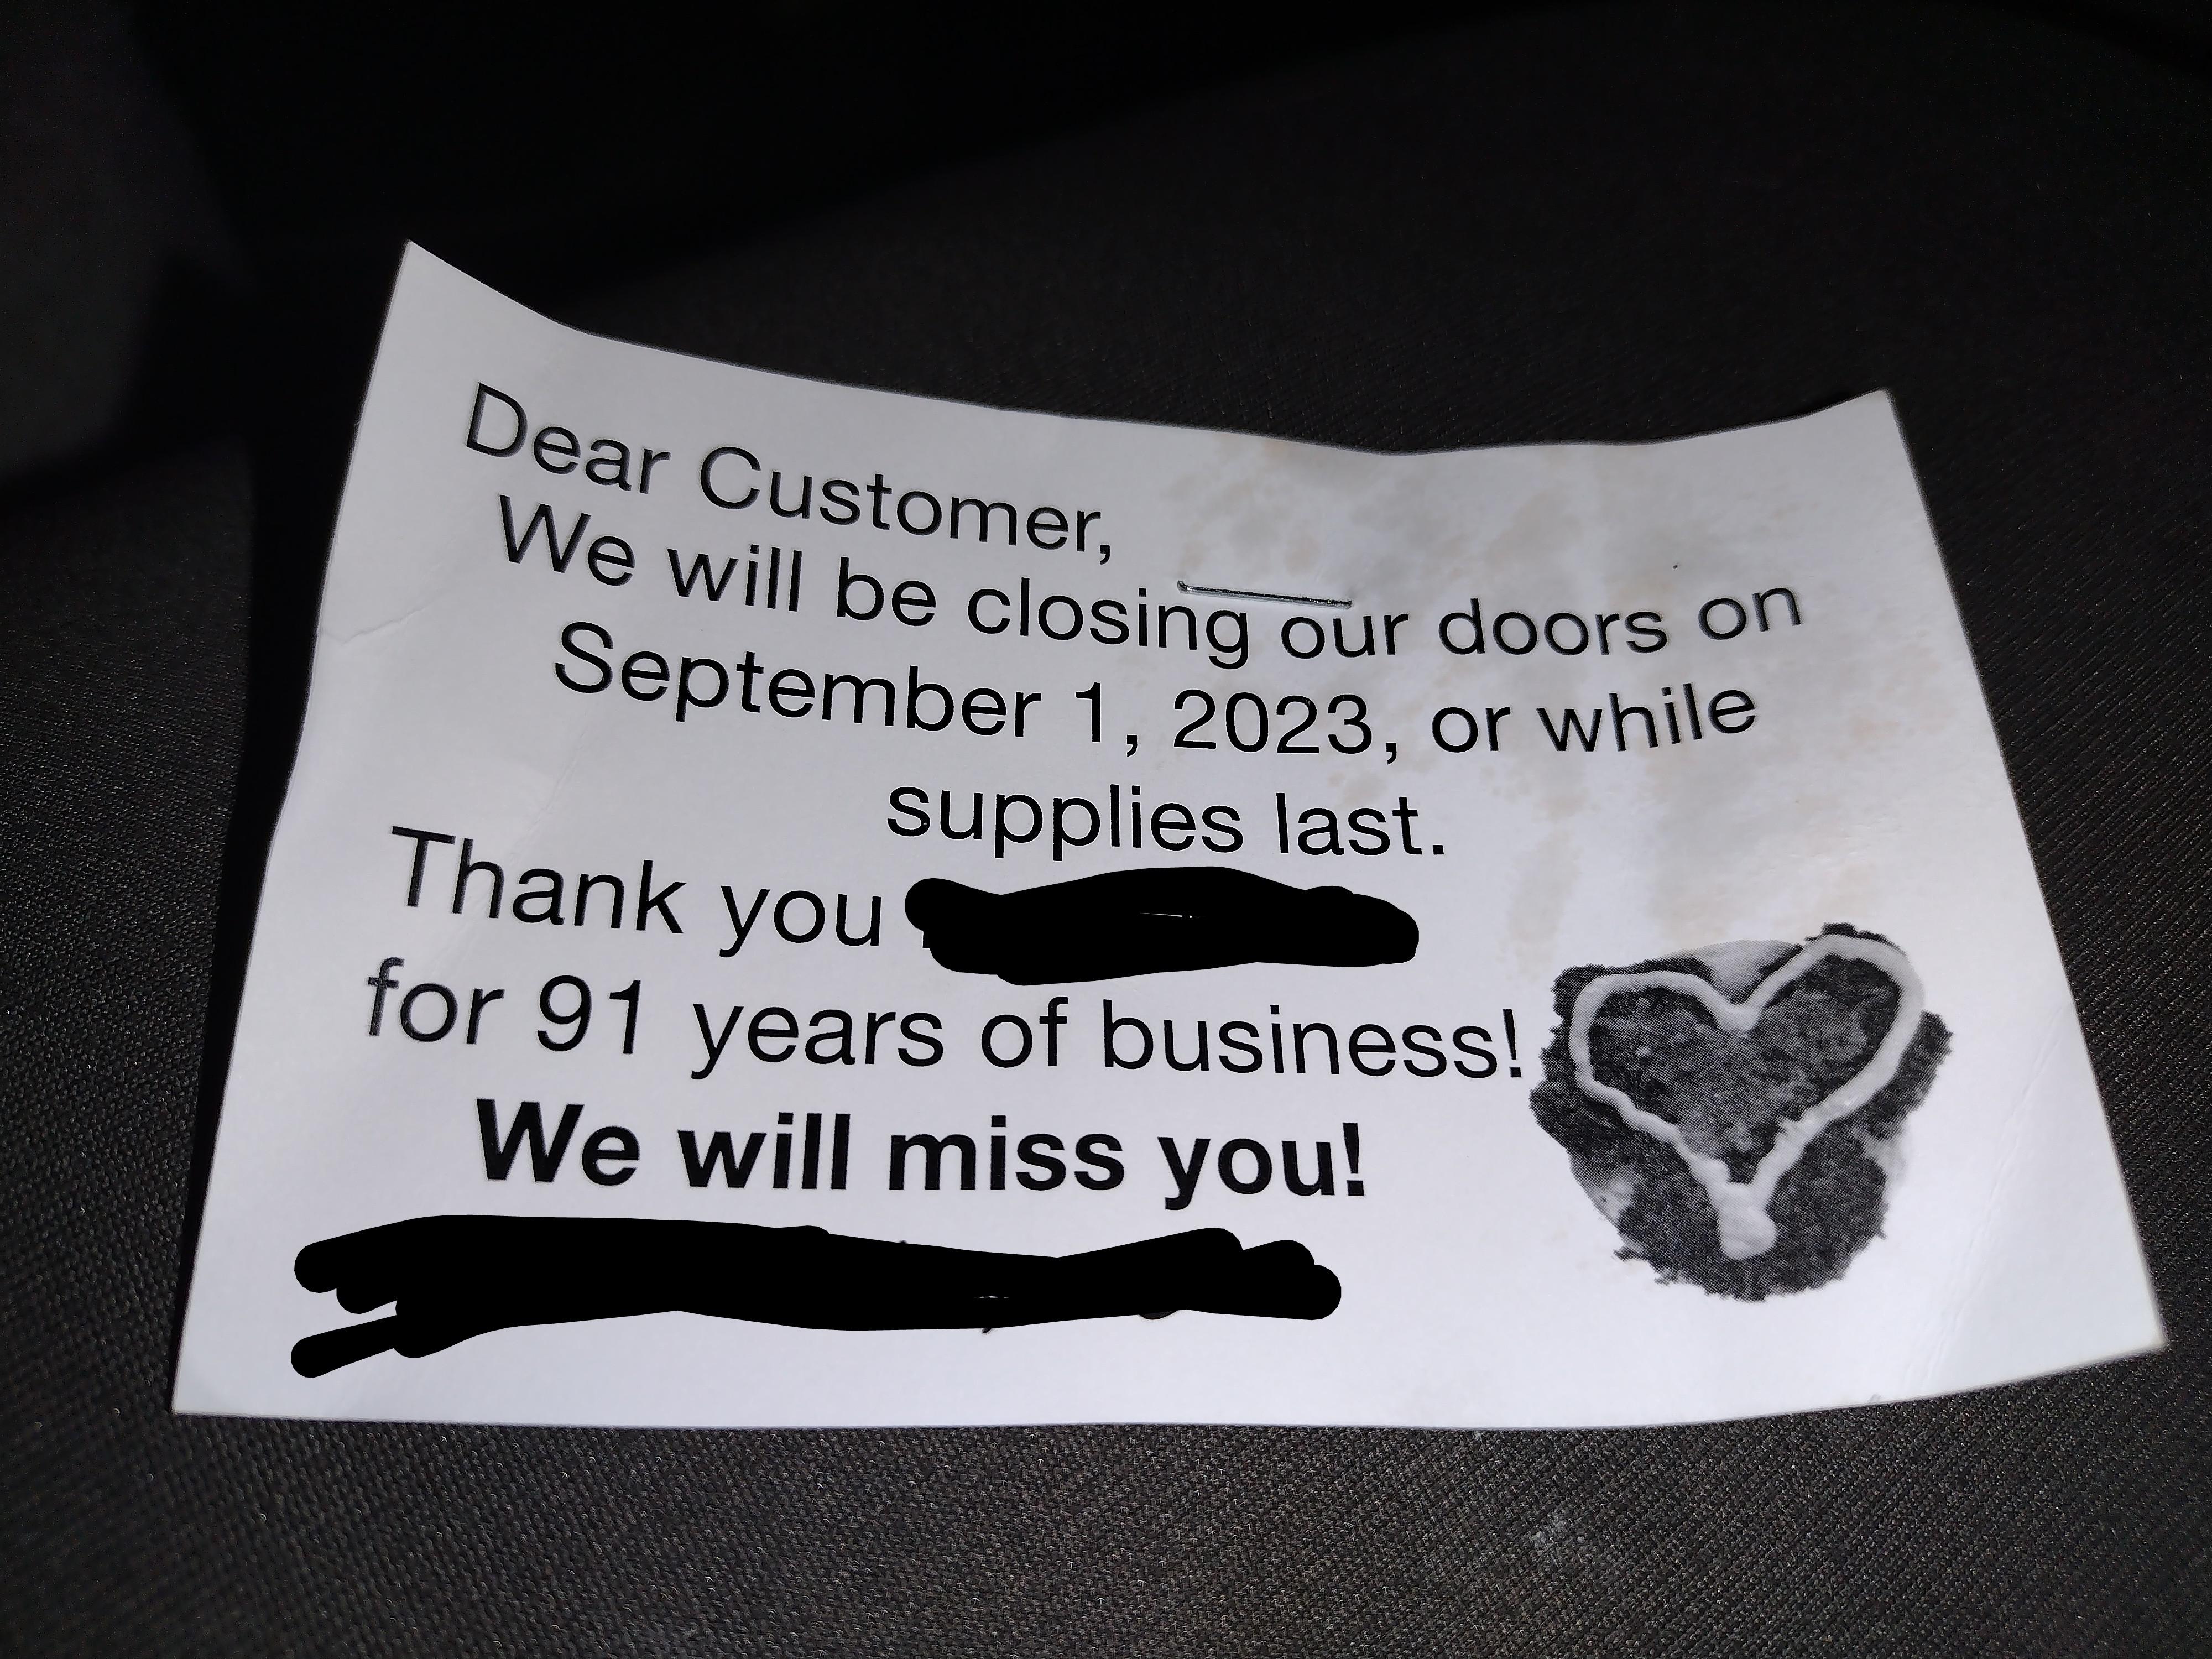 Dear Customer,
We will be closing our doors on
September 1, 2023, or while
supplies last.
Thank you
for 91 years of business!
We will miss you!